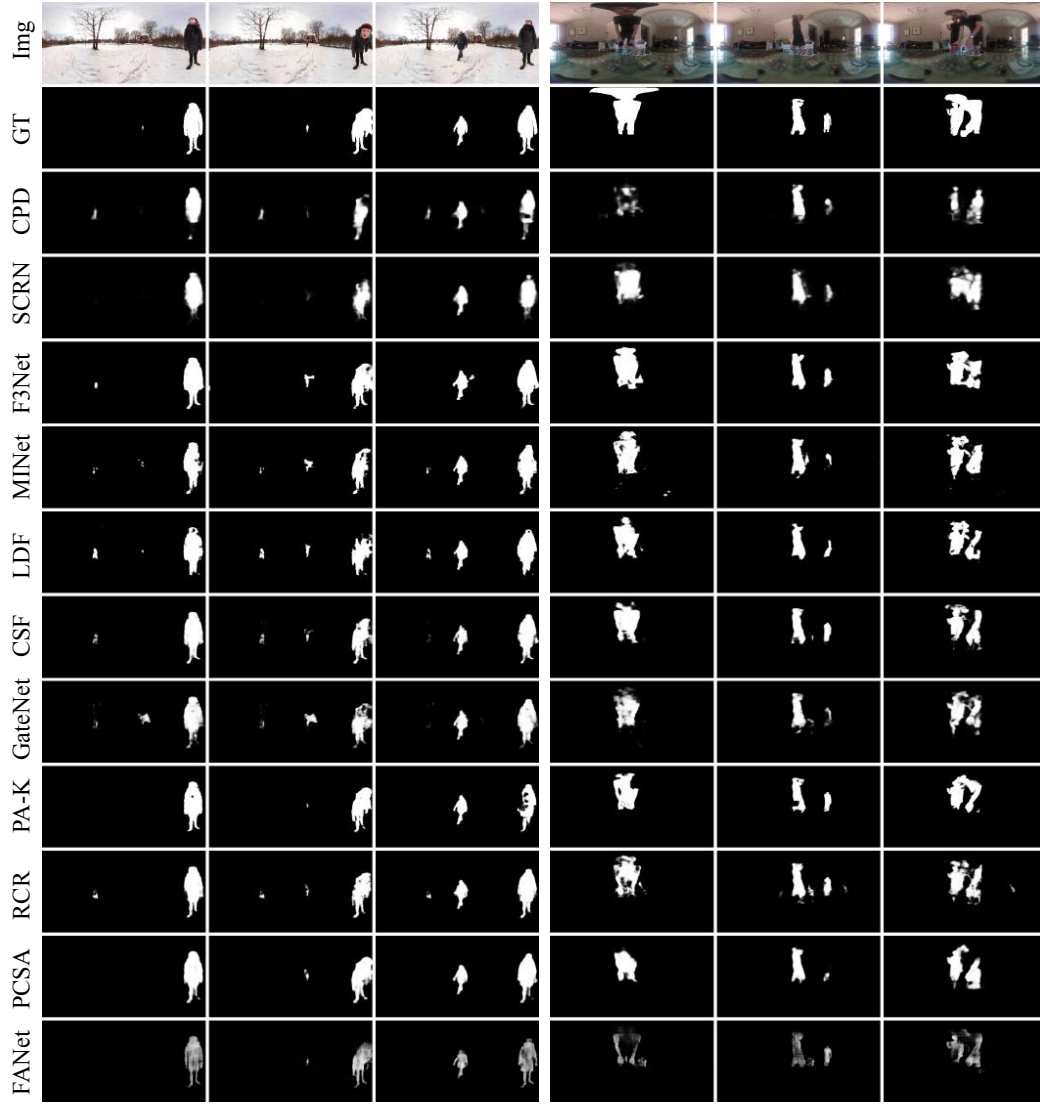 Img
GT
CPD
SCRN
F3Net
MINet
LDF
CSF
GateNet
PA-K
RCR
PCSA
FANet